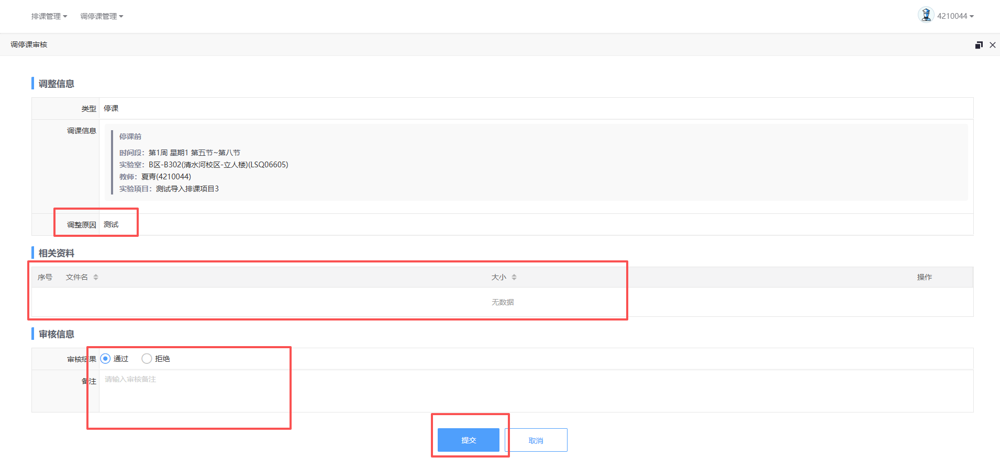 排课管理 调停课管理 4210044
调停课审核
调整信息
类型 停课
调课信息
停课前
时间段：第1周 星期1 第五节~第八节
实验室：B区-B302(清水河校区-立人楼)(LSQ06605)
教师：夏青(4210044)
实验项目：测试导入排课项目3
调整原因 测试
相关资料
序号 文件名 大小 操作
无数据
审核信息
审核结果 通过 拒绝
备注 请输入审核备注
提交 取消